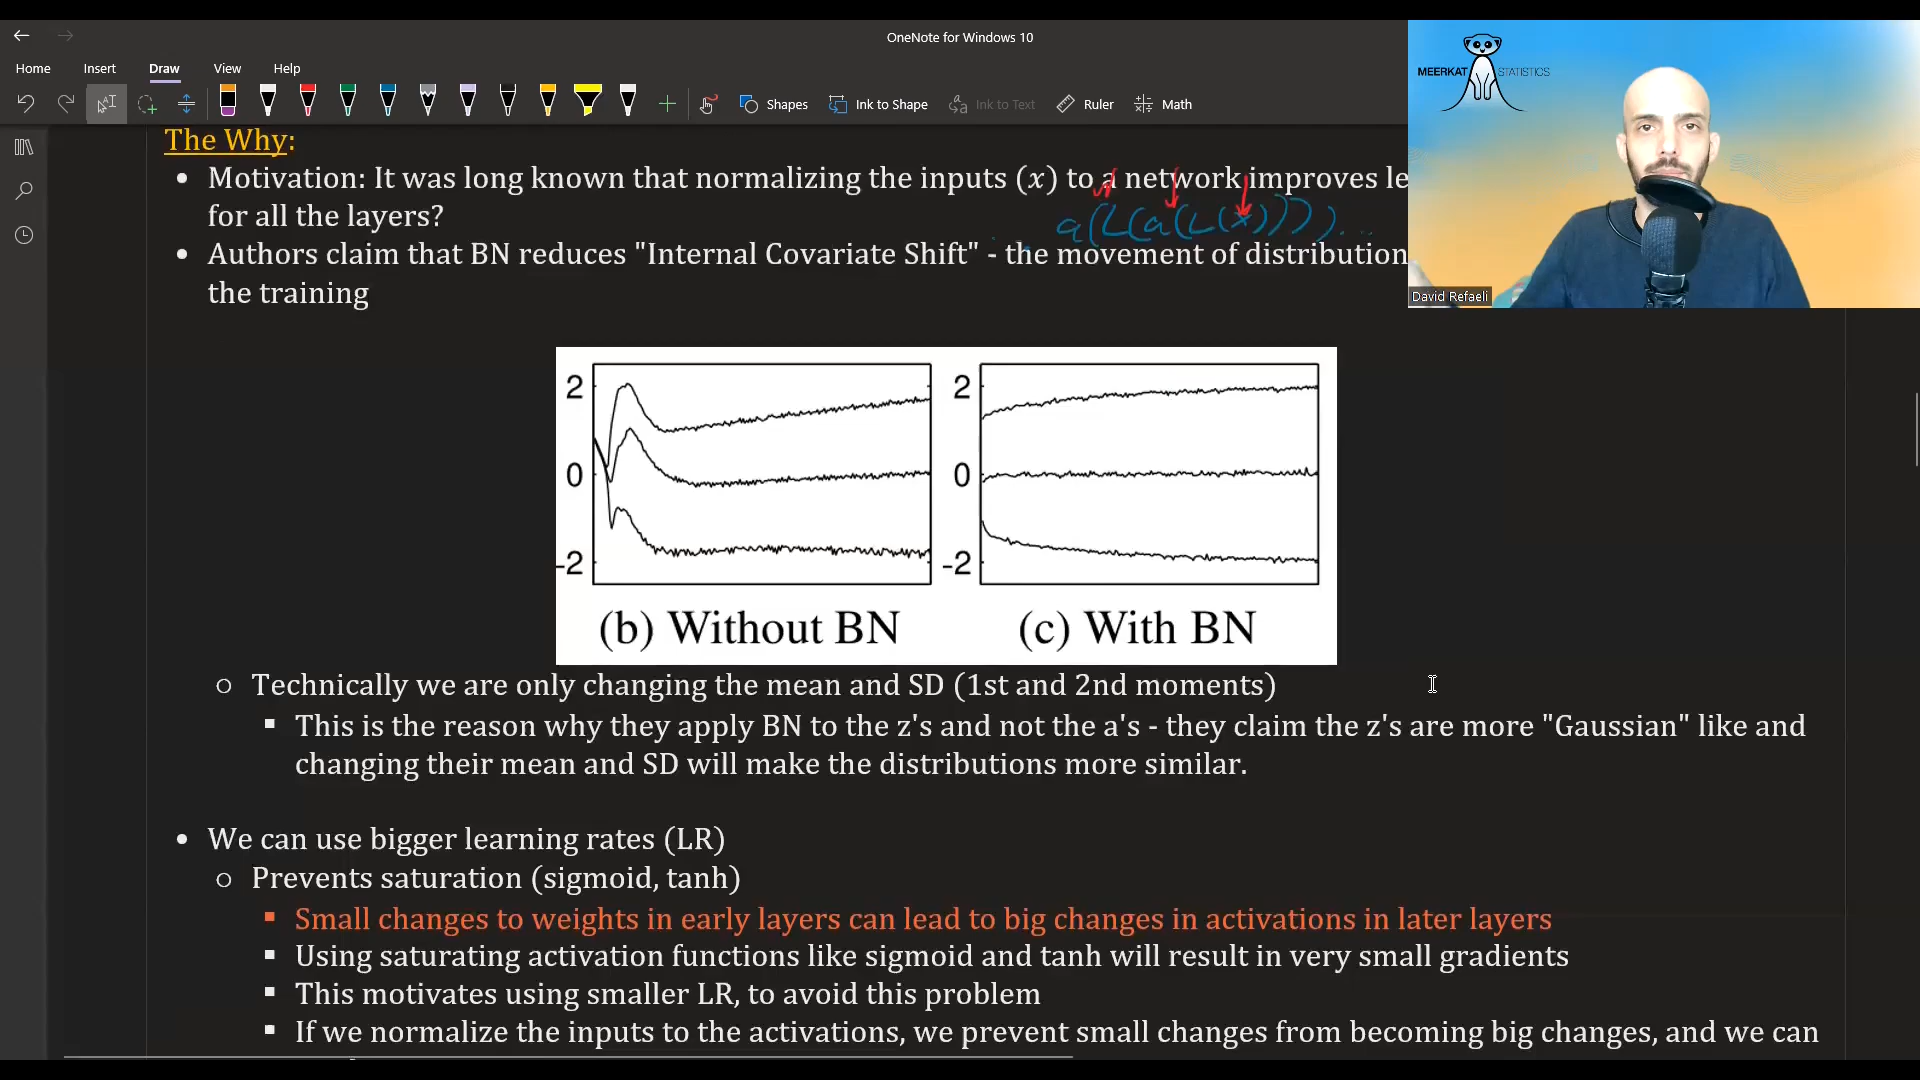 OneNote for Windows 10
Home Insert Draw View Help
Shapes Ink to Shape Ink to Text Ruler Math
MEERKAT STATISTICS
The Why:
• Motivation: It was long known that normalizing the inputs (x) to a network improves le
for all the layers?
a(L(a(L(x))))...
• Authors claim that BN reduces "Internal Covariate Shift" - the movement of distribution
the training
David Refaeli
2 2
0 0
-2 -2
(b) Without BN (c) With BN
○ Technically we are only changing the mean and SD (1st and 2nd moments)
▪ This is the reason why they apply BN to the z's and not the a's - they claim the z's are more "Gaussian" like and
changing their mean and SD will make the distributions more similar.
• We can use bigger learning rates (LR)
○ Prevents saturation (sigmoid, tanh)
▪ Small changes to weights in early layers can lead to big changes in activations in later layers
▪ Using saturating activation functions like sigmoid and tanh will result in very small gradients
▪ This motivates using smaller LR, to avoid this problem
▪ If we normalize the inputs to the activations, we prevent small changes from becoming big changes, and we can